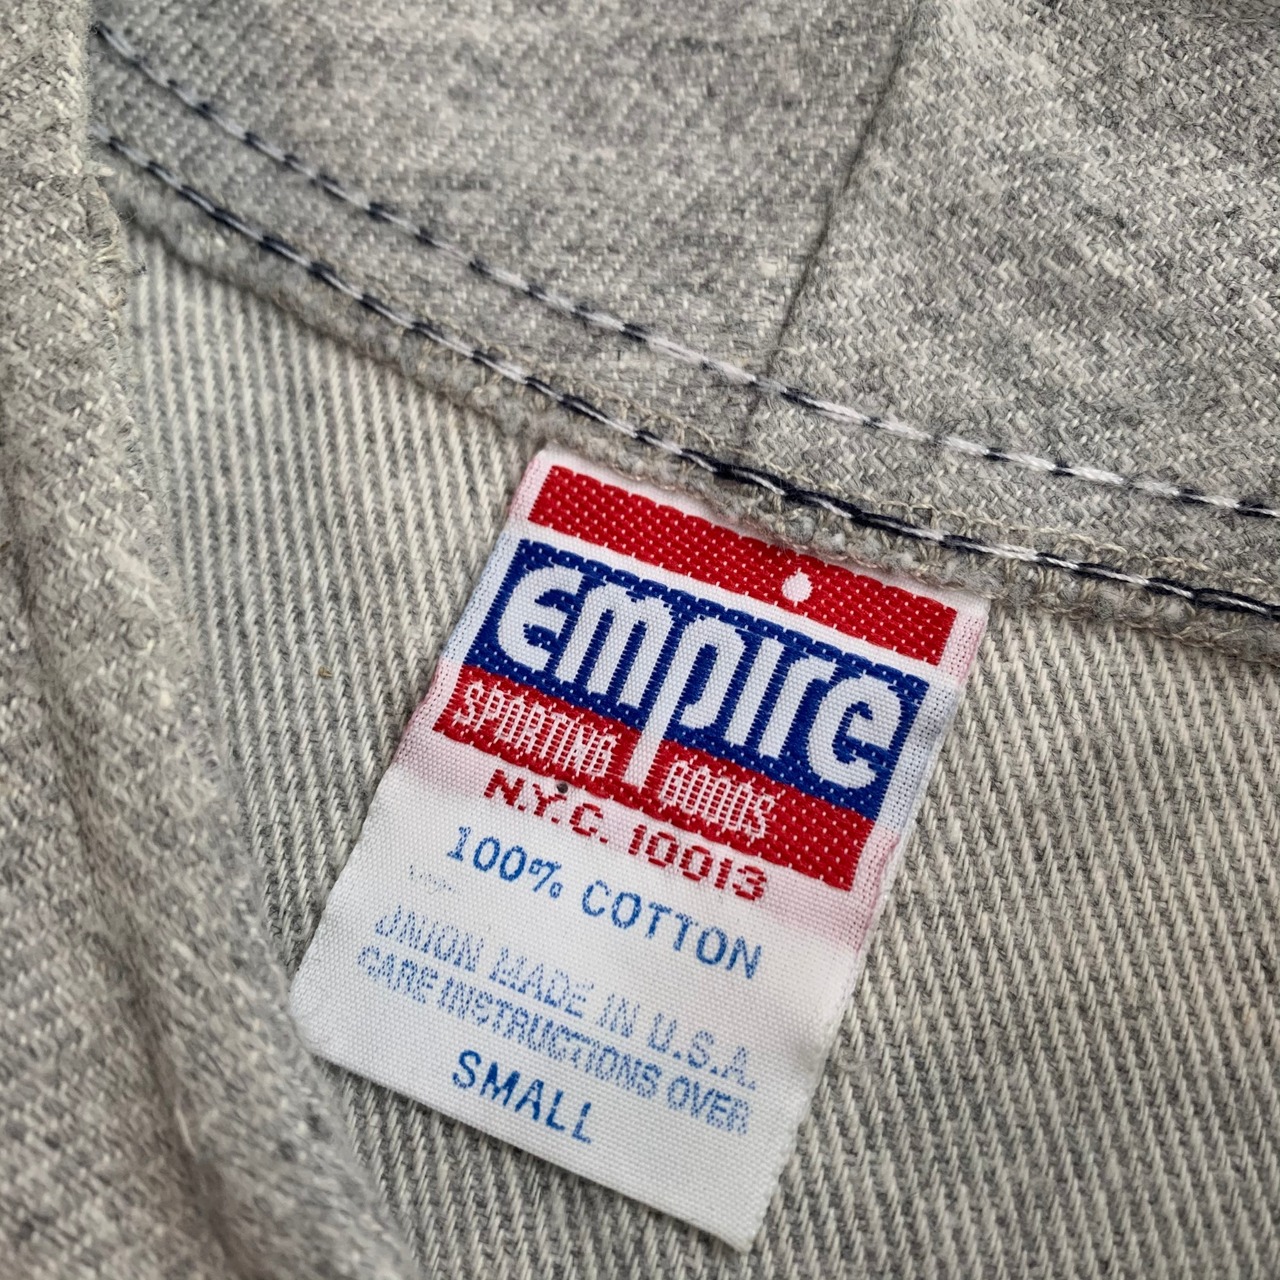 empire
SPORTING GOODS
N.Y.C. 10013
100% COTTON
UNION MADE IN U.S.A.
CARE INSTRUCTIONS OVER
SMALL